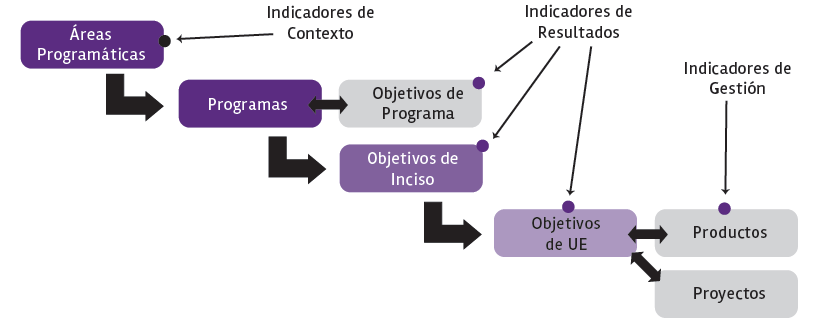 Indicadores de
Contexto
Indicadores de
Resultados
Áreas
Programáticas
Indicadores de
Gestión
Programas
Objetivos de
Programa
Objetivos de
Inciso
Objetivos
de UE
Productos
Proyectos